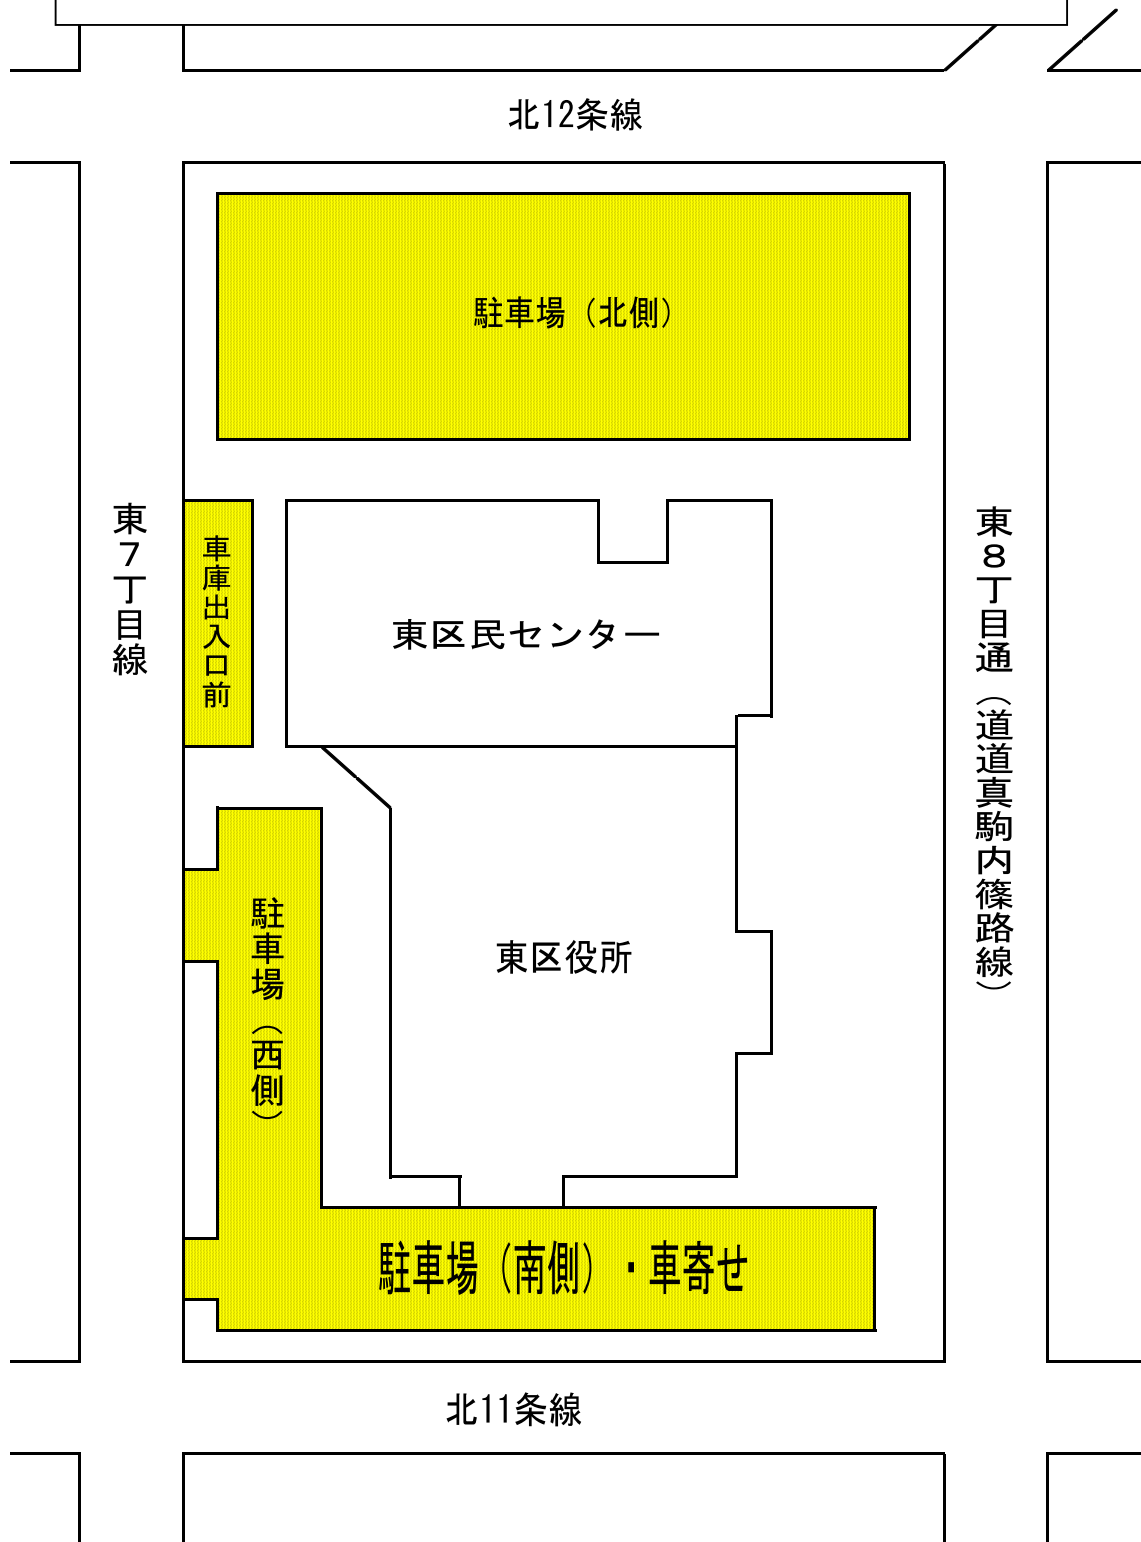 北12条線
駐車場（北側）
東７丁目線
車庫出入口前
東区民センター
東８丁目通（道道真駒内篠路線）
駐車場（西側）
東区役所
駐車場（南側）・車寄せ
北11条線